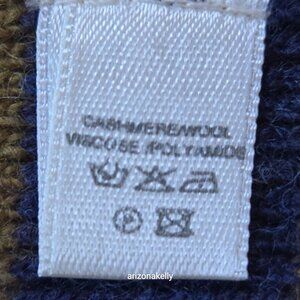 CASHMERE/WOOL
VISCOSE /POLYAMIDE
P
arizonakelly